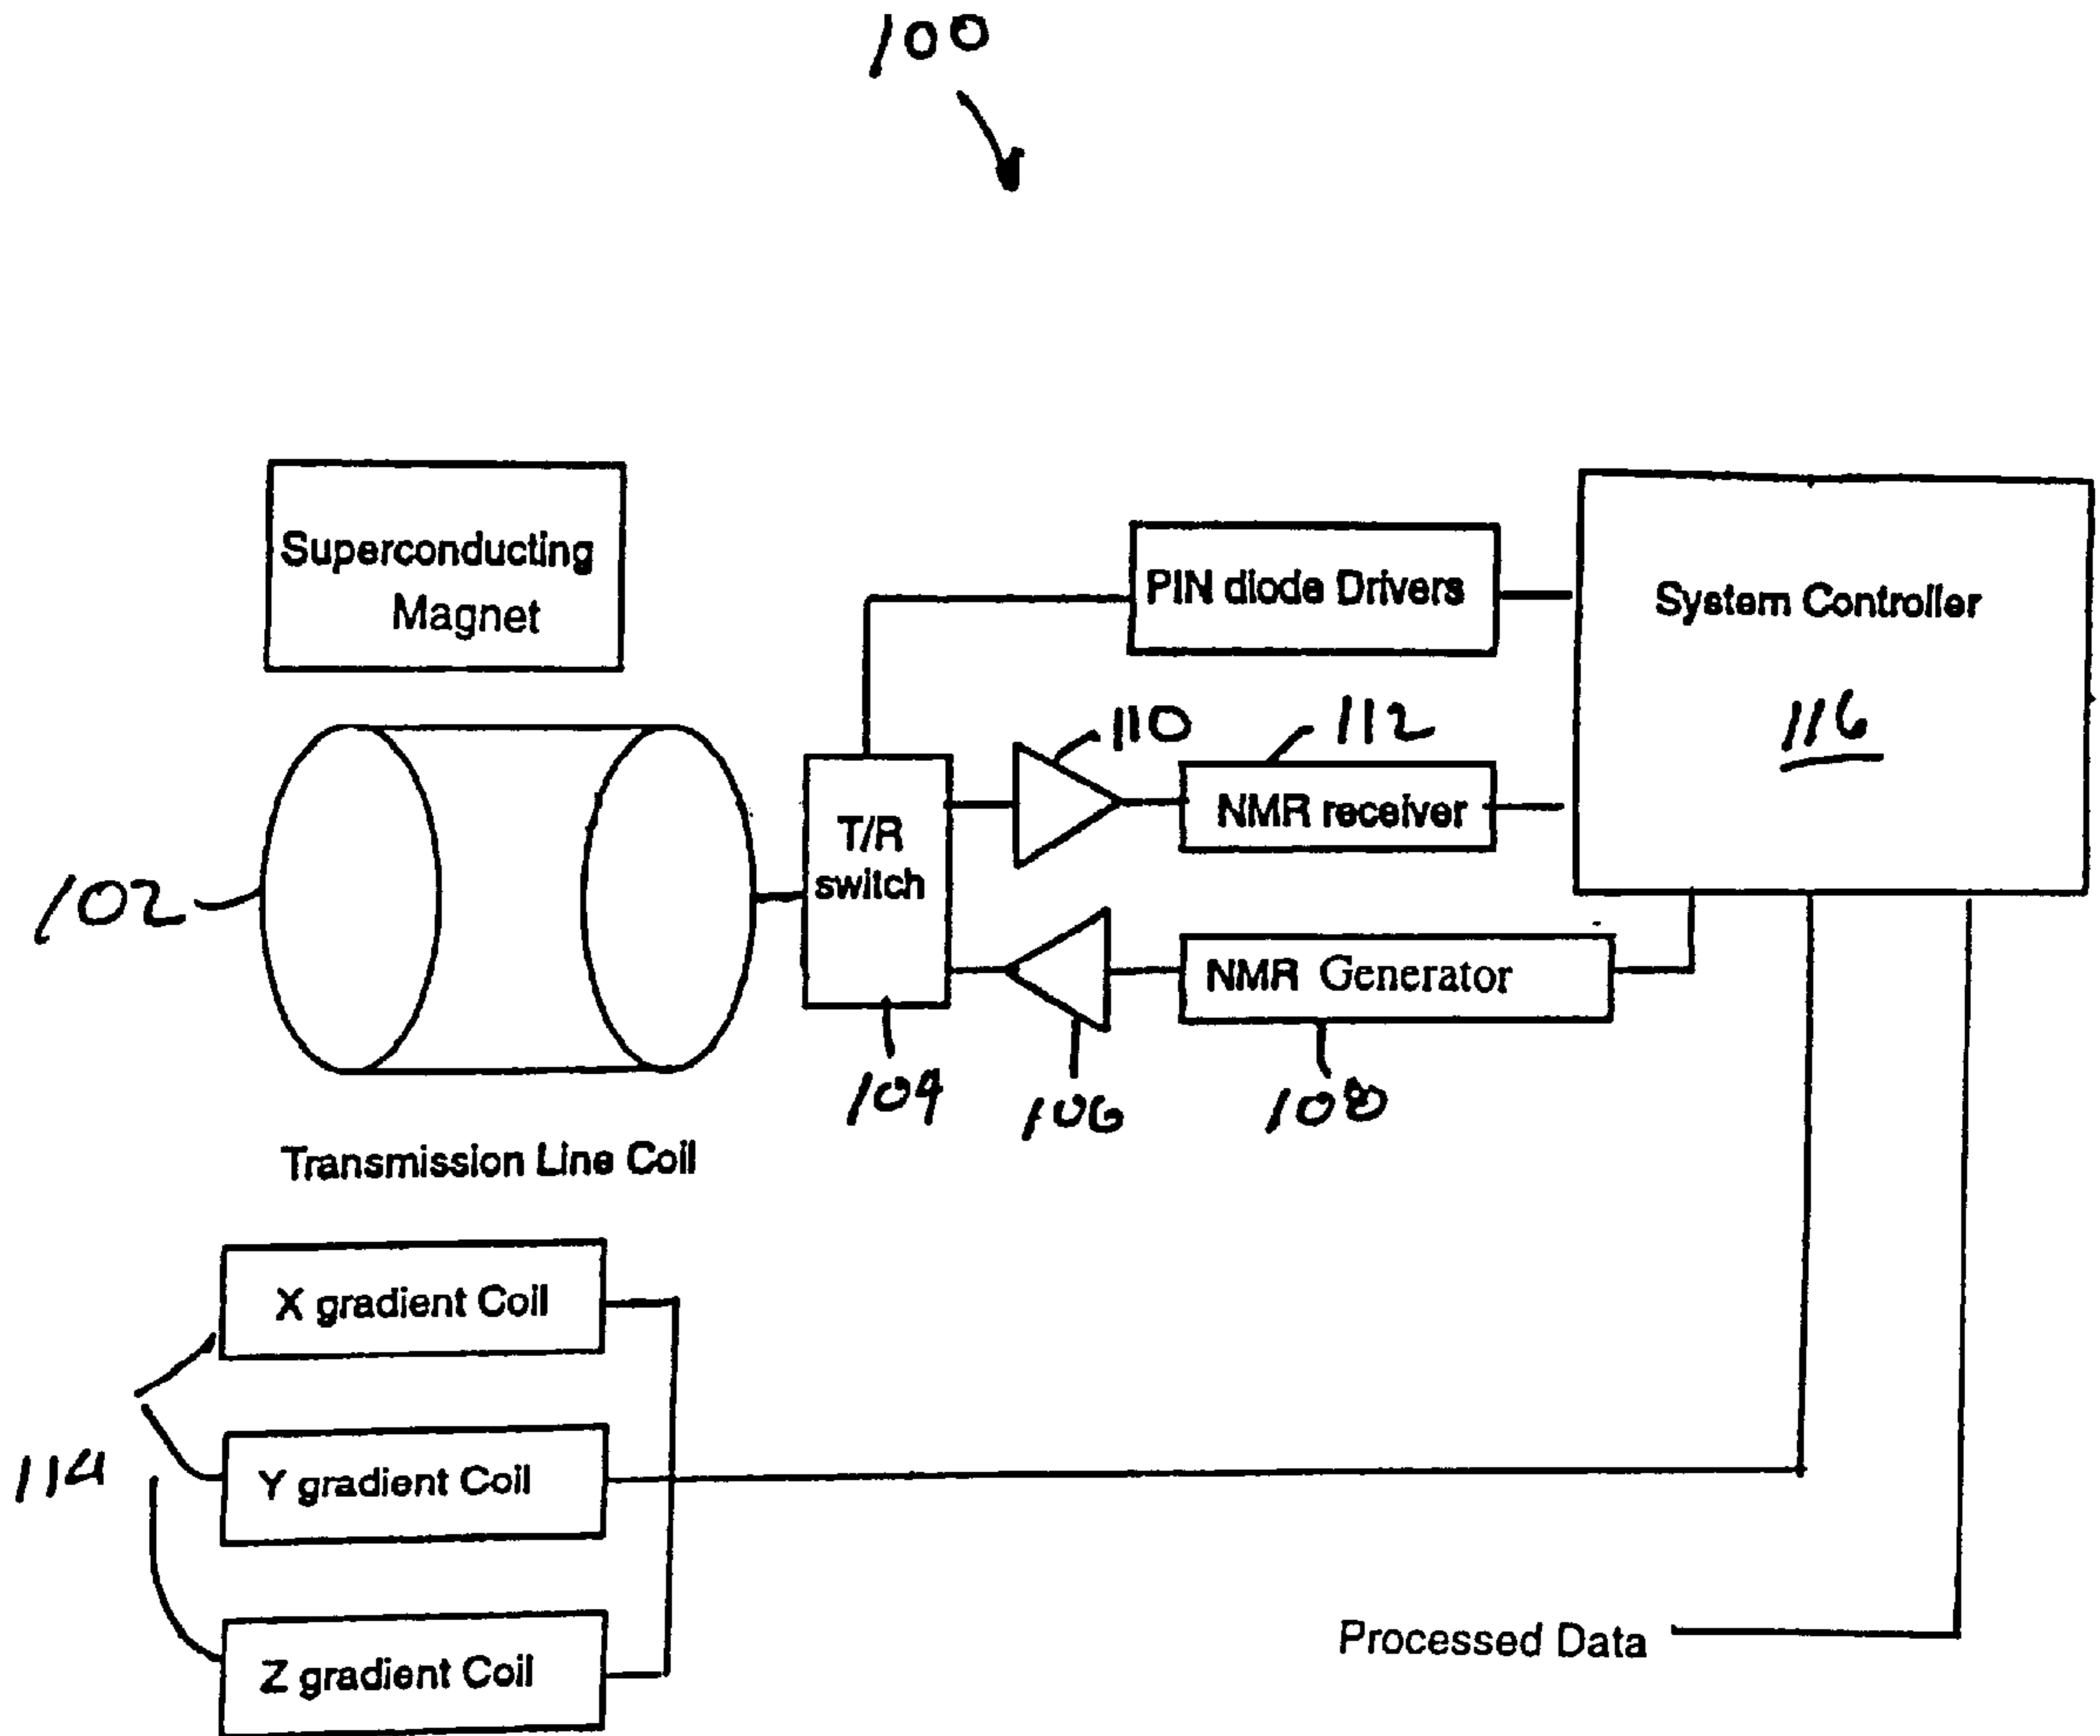 100
Superconducting
Magnet
PIN diode Drivers
System Controller
116
110
112
NMR receiver
T/R
switch
102
NMR Generator
104
106
108
Transmission Line Coil
X gradient Coil
114
Y gradient Coil
Z gradient Coil
Processed Data